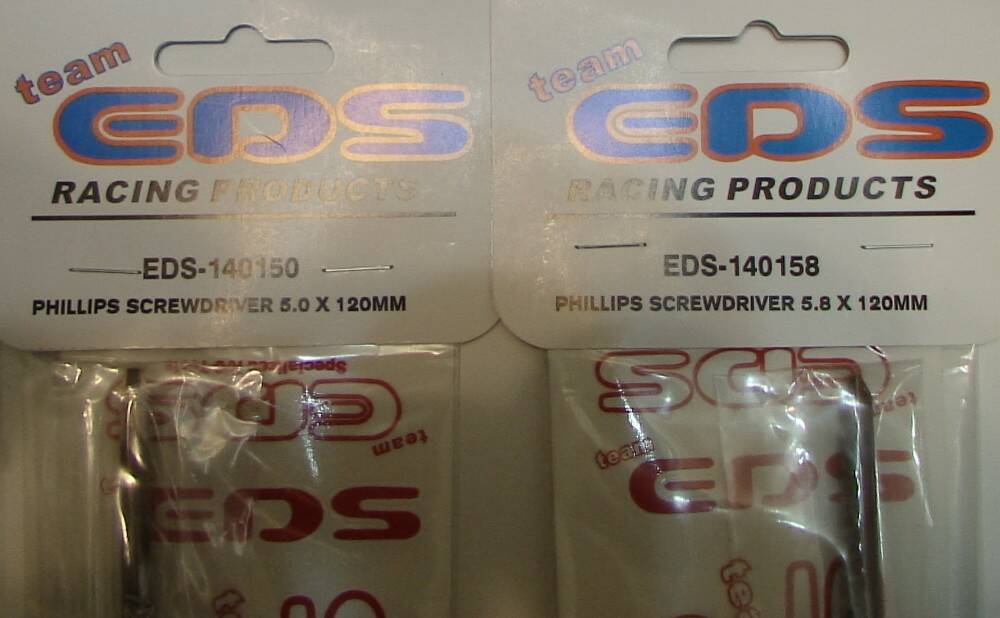 team
EDS
RACING PRODUCTS
EDS-140150
PHILLIPS SCREWDRIVER 5.0 X 120MM
team
EDS
RACING PRODUCTS
EDS-140158
PHILLIPS SCREWDRIVER 5.8 X 120MM
EDS
team
EDS
EDS
team
team
EDS